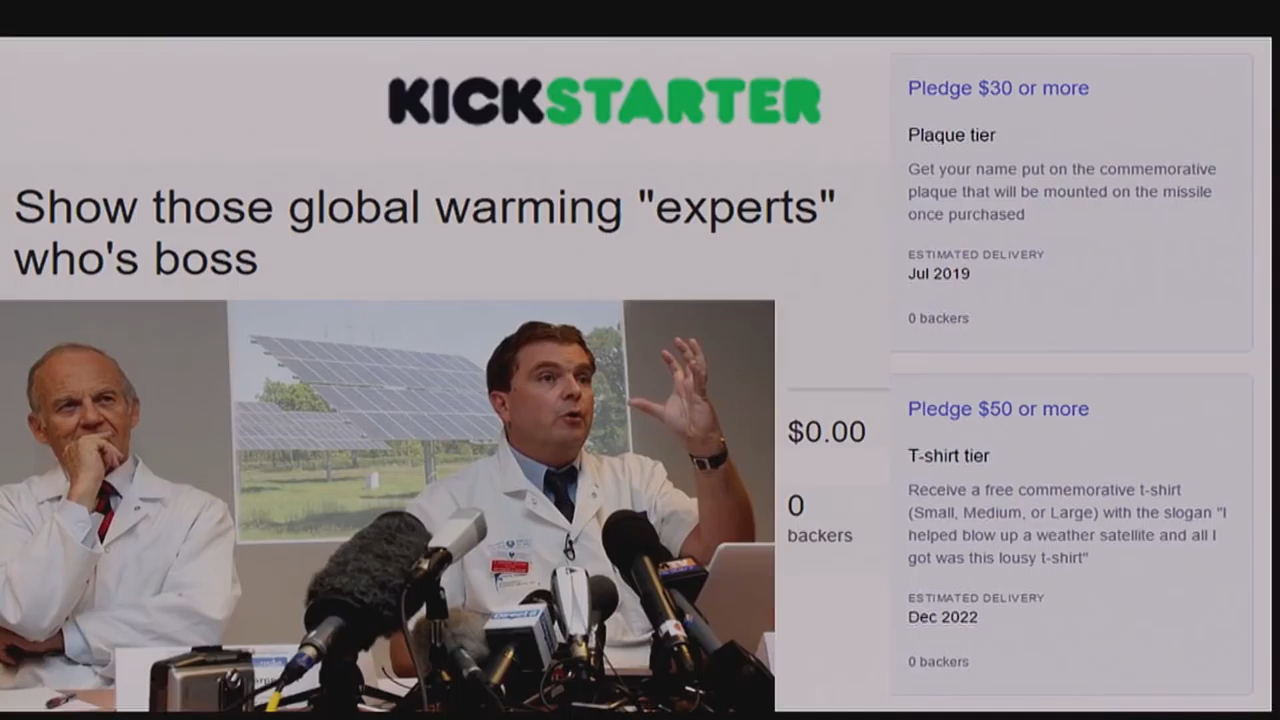 KICKSTARTER
Show those global warming "experts"
who's boss
$0.00
0
backers
Pledge $30 or more
Plaque tier
Get your name put on the commemorative
plaque that will be mounted on the missile
once purchased
ESTIMATED DELIVERY
Jul 2019
0 backers
Pledge $50 or more
T-shirt tier
Receive a free commemorative t-shirt
(Small, Medium, or Large) with the slogan "I
helped blow up a weather satellite and all I
got was this lousy t-shirt"
ESTIMATED DELIVERY
Dec 2022
0 backers